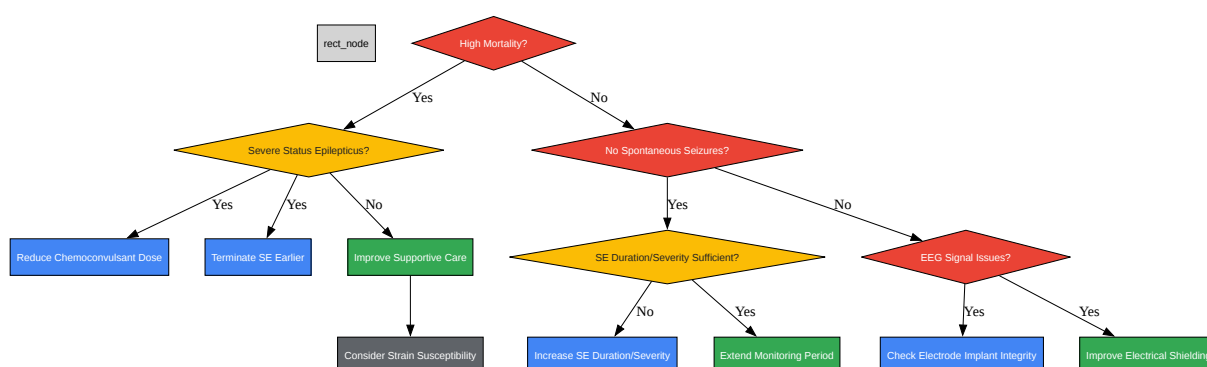 rect_node
High Mortality?
Yes
No
Severe Status Epilepticus?
No Spontaneous Seizures?
Yes
Yes
No
Yes
No
Reduce Chemoconvulsant Dose
Terminate SE Earlier
Improve Supportive Care
SE Duration/Severity Sufficient?
EEG Signal Issues?
No
Yes
Yes
Yes
Consider Strain Susceptibility
Increase SE Duration/Severity
Extend Monitoring Period
Check Electrode Implant Integrity
Improve Electrical Shielding